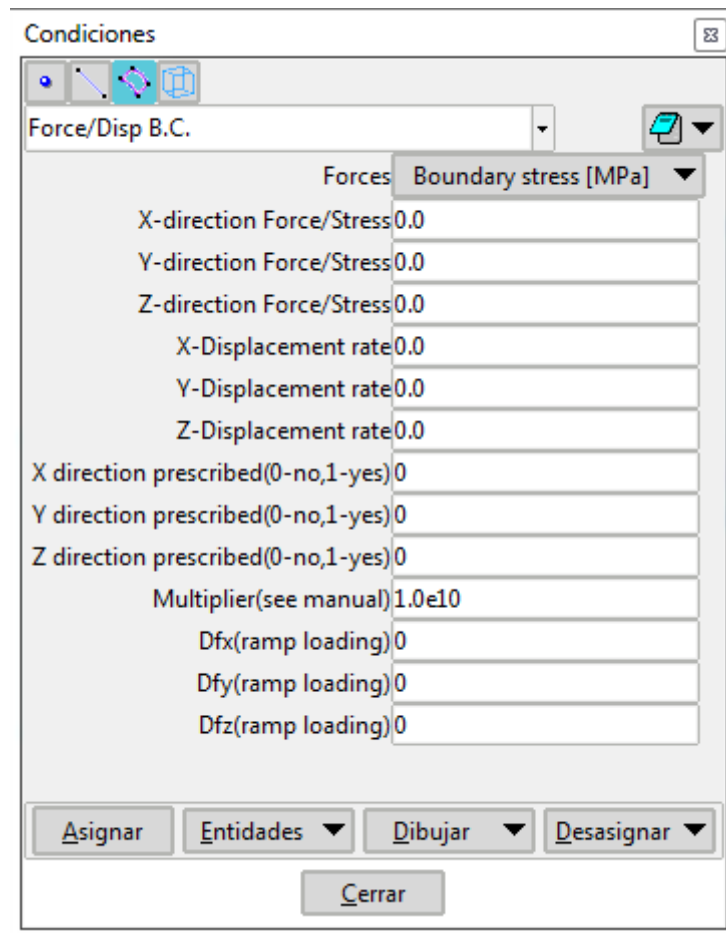 Condiciones
Force/Disp B.C.
Forces Boundary stress [MPa]
X-direction Force/Stress 0.0
Y-direction Force/Stress 0.0
Z-direction Force/Stress 0.0
X-Displacement rate 0.0
Y-Displacement rate 0.0
Z-Displacement rate 0.0
X direction prescribed(0-no,1-yes) 0
Y direction prescribed(0-no,1-yes) 0
Z direction prescribed(0-no,1-yes) 0
Multiplier(see manual) 1.0e10
Dfx(ramp loading) 0
Dfy(ramp loading) 0
Dfz(ramp loading) 0
Asignar Entidades Dibujar Desasignar
Cerrar